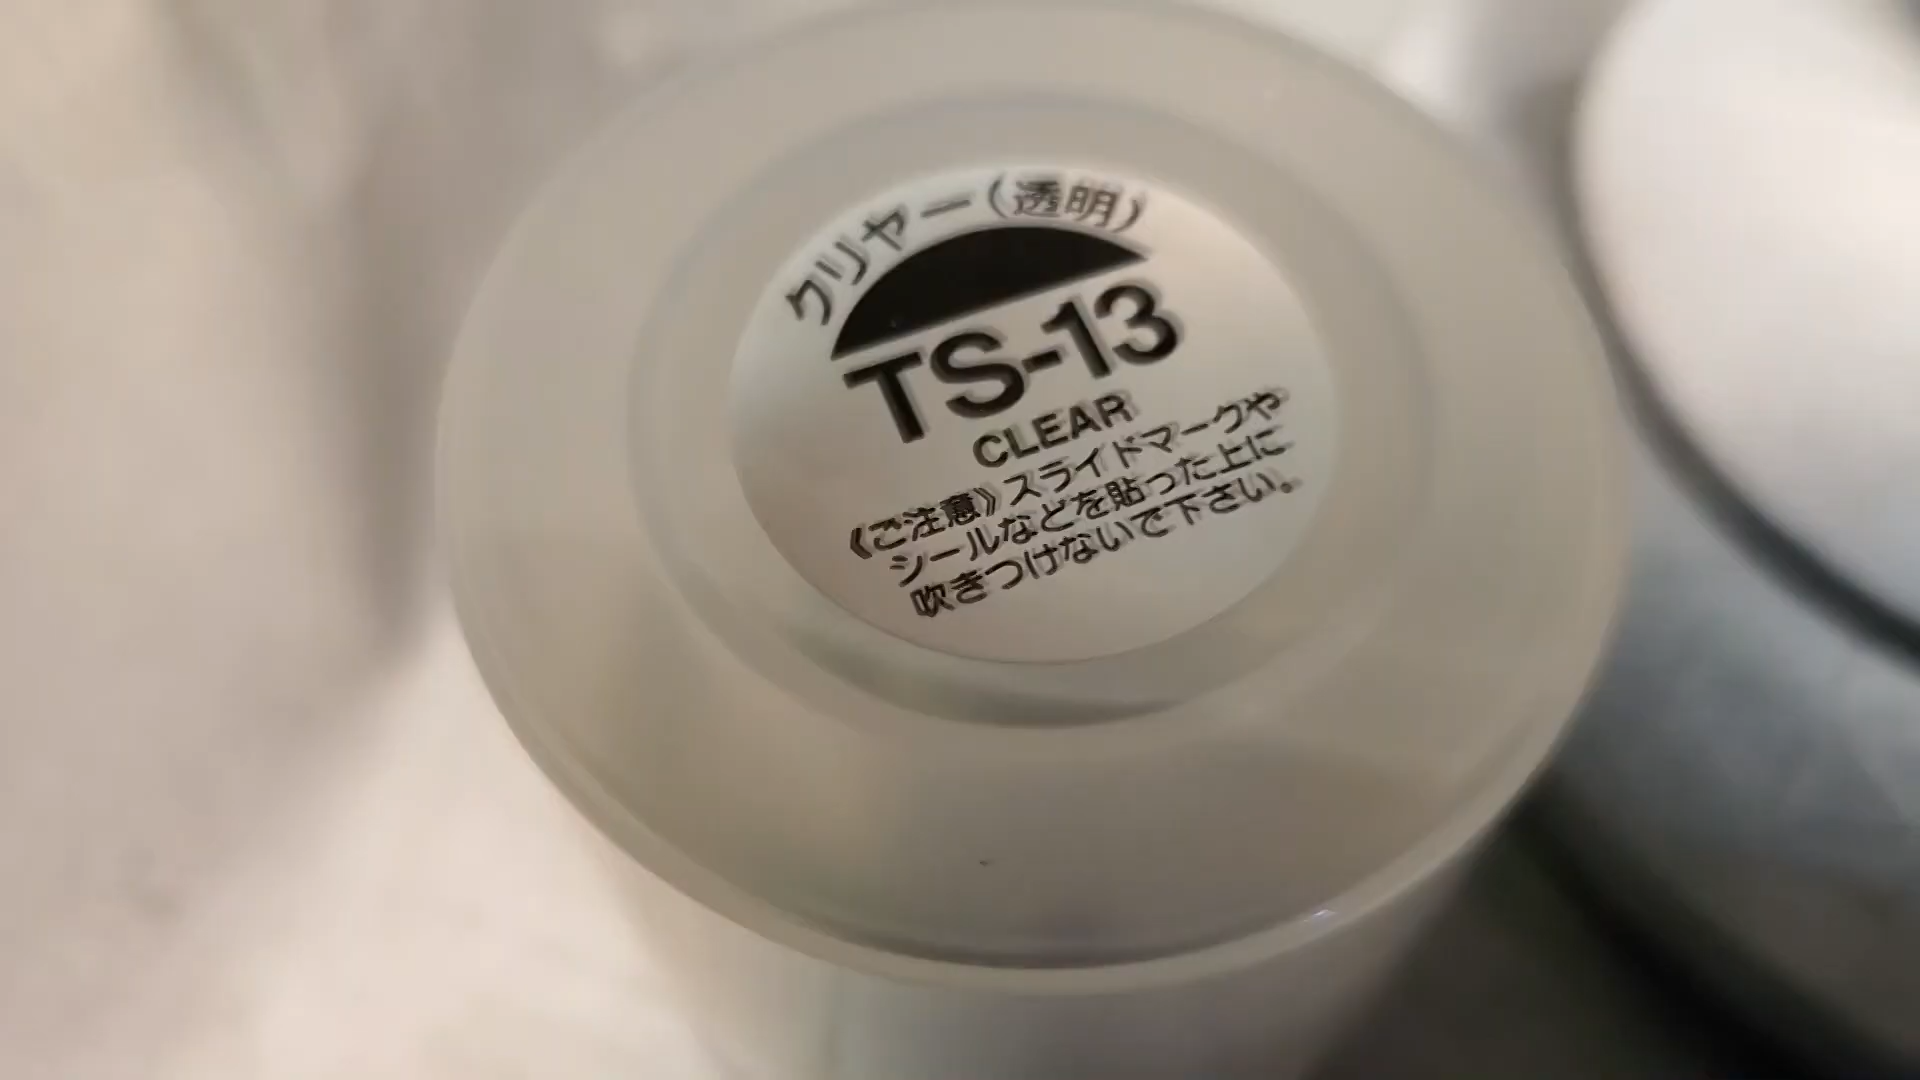 クリヤー(透明)
TS-13
CLEAR
《ご注意》スライドマークや
シールなどを貼った上に
吹きつけないで下さい。